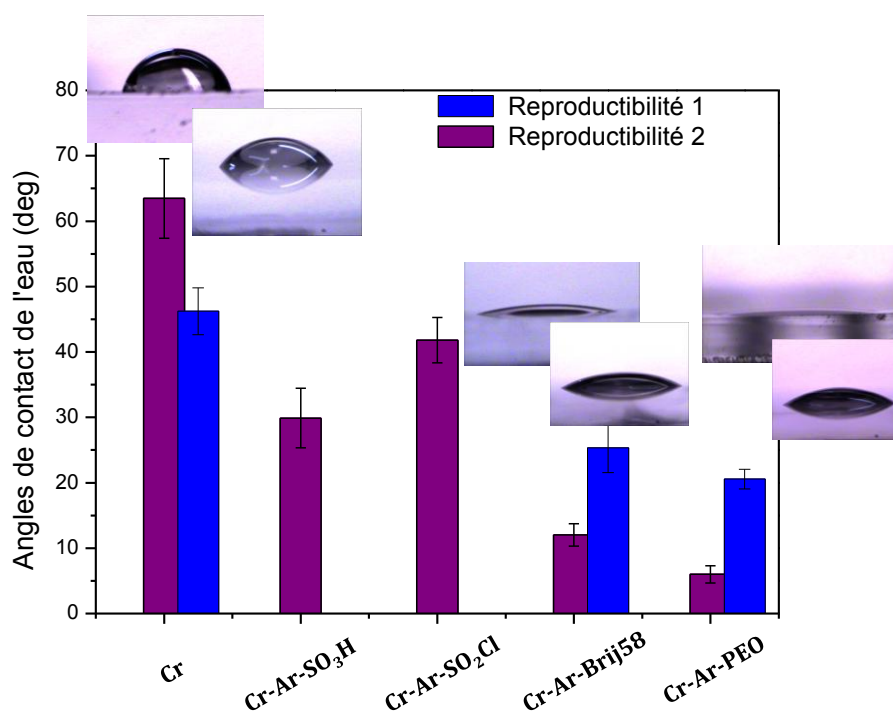 80
70
60
50
40
30
20
10
0
Angles de contact de l'eau (deg)
Reproductibilité 1
Reproductibilité 2
Cr
Cr-Ar-SO₃H
Cr-Ar-SO₂Cl
Cr-Ar-Brij58
Cr-Ar-PEO